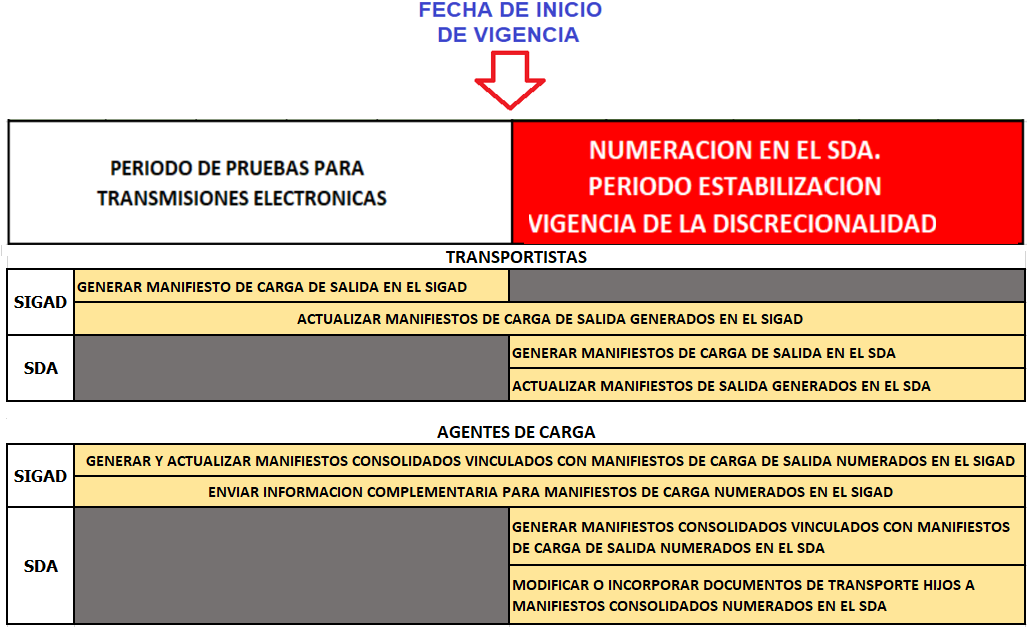 FECHA DE INICIO
DE VIGENCIA
PERIODO DE PRUEBAS PARA
TRANSMISIONES ELECTRONICAS
NUMERACION EN EL SDA.
PERIODO ESTABILIZACION
VIGENCIA DE LA DISCRECIONALIDAD
TRANSPORTISTAS
SIGAD
GENERAR MANIFIESTO DE CARGA DE SALIDA EN EL SIGAD
ACTUALIZAR MANIFIESTOS DE CARGA DE SALIDA GENERADOS EN EL SIGAD
SDA
GENERAR MANIFIESTOS DE CARGA DE SALIDA EN EL SDA
ACTUALIZAR MANIFIESTOS DE SALIDA GENERADOS EN EL SDA
AGENTES DE CARGA
SIGAD
GENERAR Y ACTUALIZAR MANIFIESTOS CONSOLIDADOS VINCULADOS CON MANIFIESTOS DE CARGA DE SALIDA NUMERADOS EN EL SIGAD
ENVIAR INFORMACION COMPLEMENTARIA PARA MANIFIESTOS DE CARGA NUMERADOS EN EL SIGAD
SDA
GENERAR MANIFIESTOS CONSOLIDADOS VINCULADOS CON MANIFIESTOS
DE CARGA DE SALIDA NUMERADOS EN EL SDA
MODIFICAR O INCORPORAR DOCUMENTOS DE TRANSPORTE HIJOS A
MANIFIESTOS CONSOLIDADOS NUMERADOS EN EL SDA